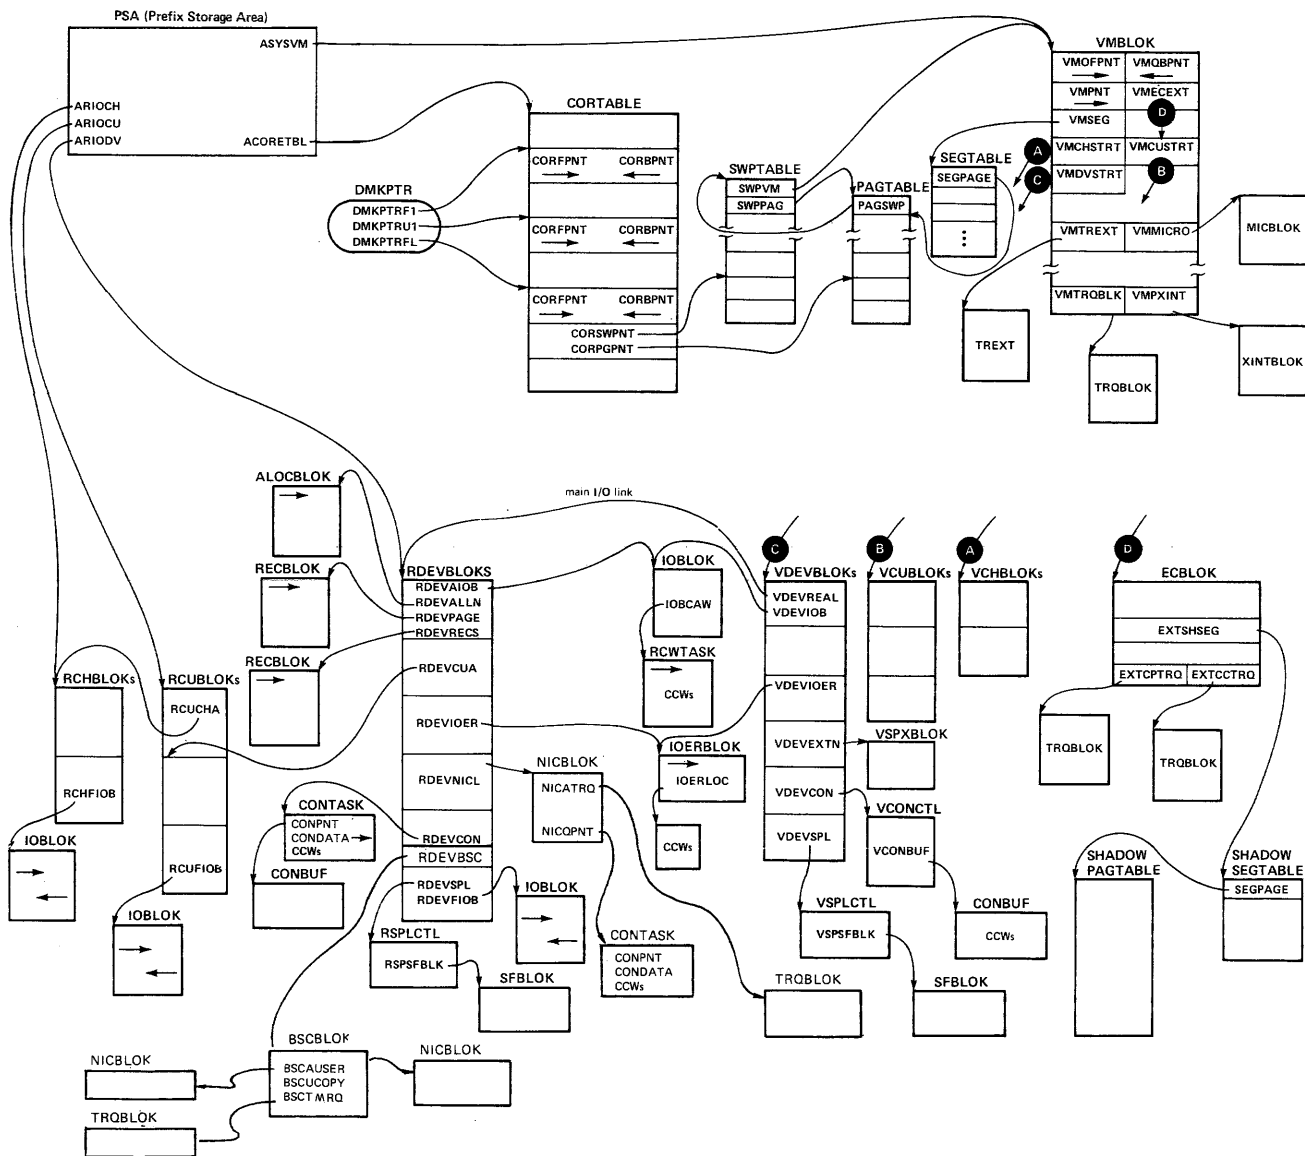 PSA (Prefix Storage Area)
ASYSVM
ARIOCH
ARIOCU
ARIODV
ACORETBL
CORTABLE
CORFPNT CORBPNT
CORFPNT CORBPNT
CORFPNT CORBPNT
CORSWPNT
CORPGPNT
DMKPTR
DMKPTRF1
DMKPTRU1
DMKPTRFL
SWPTABLE
SWPVM
SWPPAG
PAGTABLE
PAGSWP
SEGTABLE
SEGPAGE
A
C
VMBLOK
VMOFPNT VMQBPNT
VMPNT VMECEXT
D
VMSEG
VMCHSTRT VMCUSTRT
VMDVSTRT B
VMTREXT VMMICRO
VMTRQBLK VMPXINT
MICBLOK
TREXT
TRQBLOK
XINTBLOK
main I/O link
ALOCBLOK
RECBLOK
RECBLOK
RDEVBLOKS
RDEVAIOB
RDEVALLN
RDEVPAGE
RDEVRECS
RDEVCUA
RDEVIOER
RDEVNICL
RDEVCON
RDEVBSC
RDEVSPL
RDEVFIOB
IOBLOK
IOBCAW
RCWTASK
CCWs
IOERBLOK
IOERLOC
CCWs
C
VDEVBLOKs
VDEVREAL
VDEVIOB
VDEVIOER
VDEVEXTN
VDEVCON
VDEVSPL
B
VCUBLOKs
A
VCHBLOKs
D
ECBLOK
EXTSHSEG
EXTCPTRQ EXTCCTRQ
TRQBLOK
TRQBLOK
VSPXBLOK
VCONCTL
VCONBUF
CONBUF
CCWs
VSPLCTL
VSPSFBLK
SFBLOK
SHADOW
PAGTABLE
SHADOW
SEGTABLE
SEGPAGE
RCHBLOKs
RCHFIOB
RCUBLOKs
RCUCHA
RCUFIOB
IOBLOK
IOBLOK
CONTASK
CONPNT
CONDATA
CCWs
CONBUF
NICBLOK
NICATRQ
NICQPNT
IOBLOK
RSPLCTL
RSPSFBLK
SFBLOK
CONTASK
CONPNT
CONDATA
CCWs
TRQBLOK
BSCBLOK
BSCAUSER
BSCUCOPY
BSCTMRQ
NICBLOK
NICBLOK
TRQBLOK